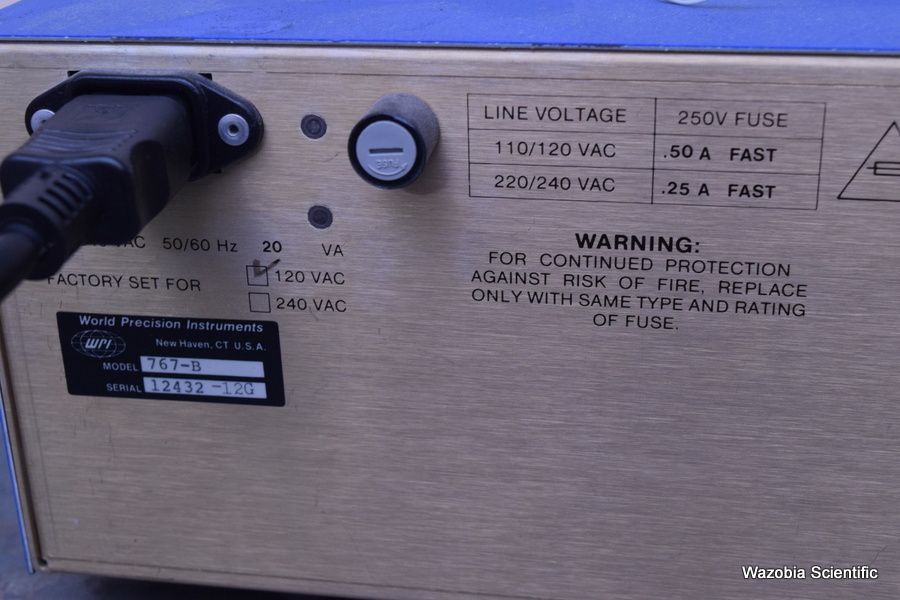 LINE VOLTAGE 250V FUSE
110/120 VAC .50 A FAST
220/240 VAC .25 A FAST
FUSE
VAC 50/60 Hz 20 VA
FACTORY SET FOR 120 VAC
240 VAC
WARNING:
FOR CONTINUED PROTECTION
AGAINST RISK OF FIRE, REPLACE
ONLY WITH SAME TYPE AND RATING
OF FUSE.
World Precision Instruments
WPI New Haven, CT U.S.A.
MODEL 767-B
SERIAL 12432-12G
Wazobia Scientific